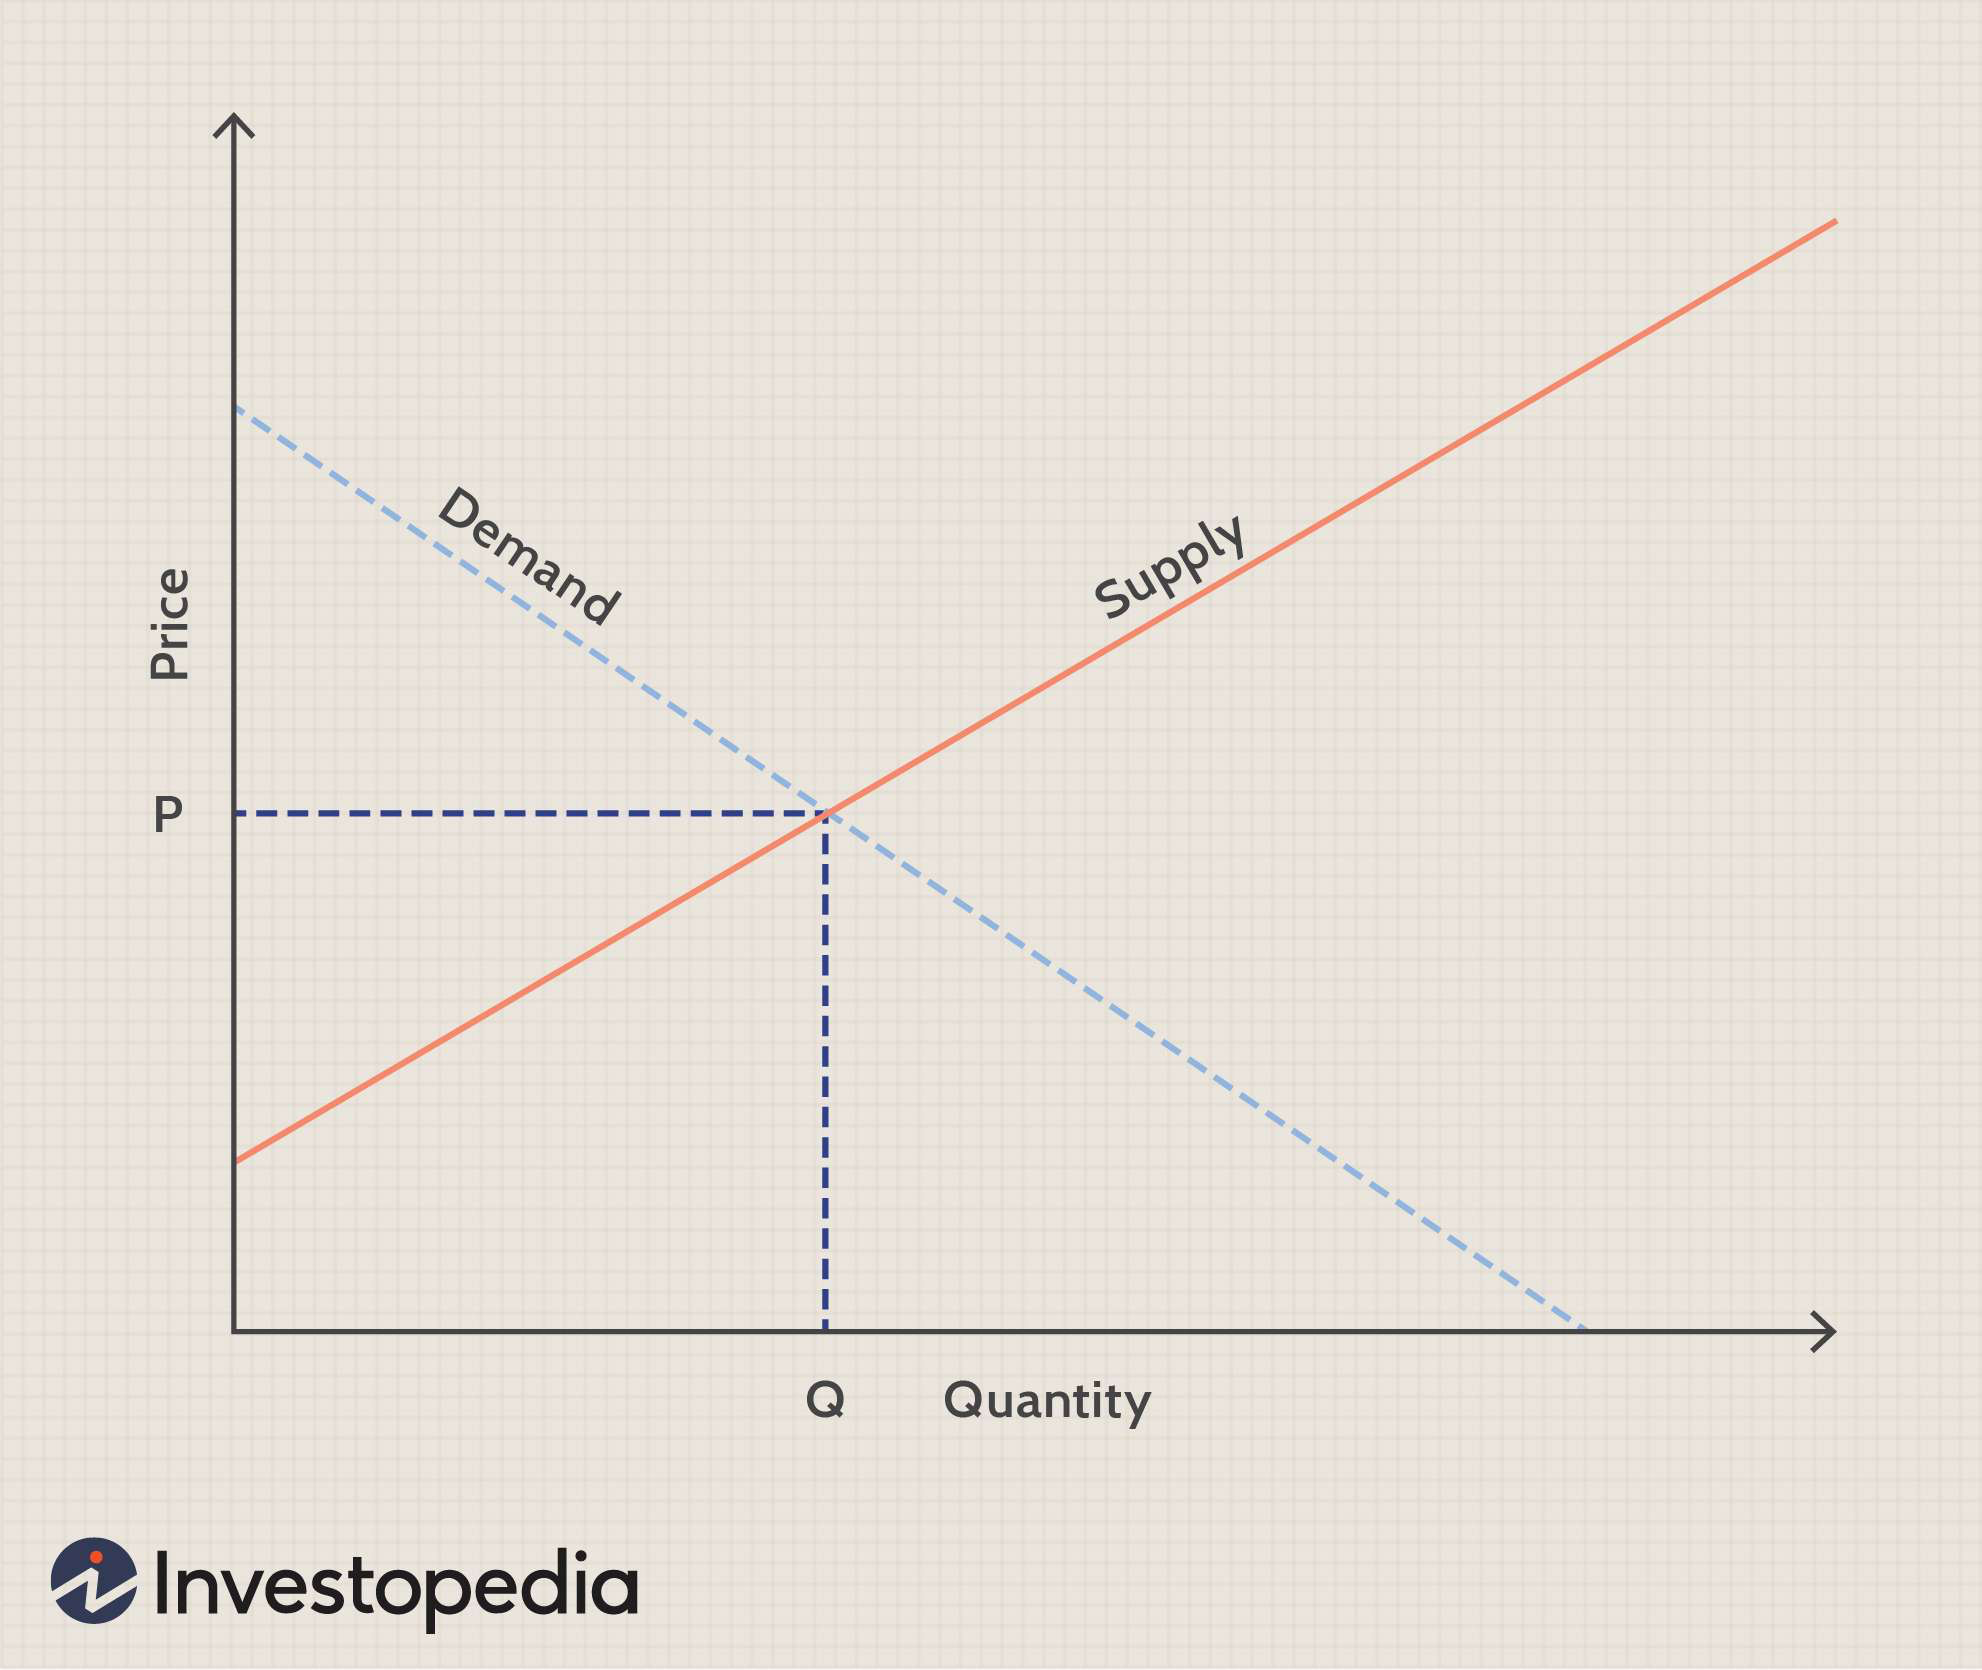 Demand
Supply
Price
P
Q
Quantity
Investopedia